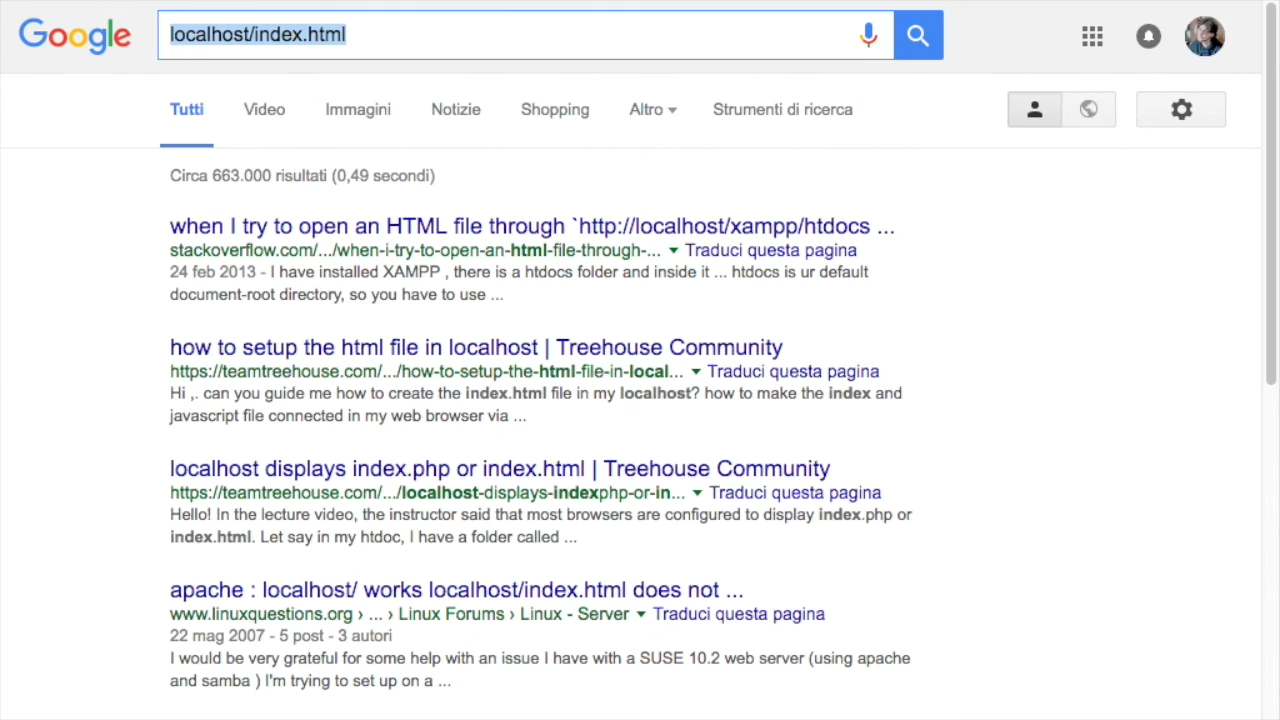 Google
localhost/index.html
Tutti Video Immagini Notizie Shopping Altro Strumenti di ricerca
Circa 663.000 risultati (0,49 secondi)
when I try to open an HTML file through `http://localhost/xampp/htdocs ...
stackoverflow.com/.../when-i-try-to-open-an-html-file-through-... Traduci questa pagina
24 feb 2013 - I have installed XAMPP , there is a htdocs folder and inside it ... htdocs is ur default
document-root directory, so you have to use ...
how to setup the html file in localhost | Treehouse Community
https://teamtreehouse.com/.../how-to-setup-the-html-file-in-local... Traduci questa pagina
Hi ,. can you guide me how to create the index.html file in my localhost? how to make the index and
javascript file connected in my web browser via ...
localhost displays index.php or index.html | Treehouse Community
https://teamtreehouse.com/.../localhost-displays-indexphp-or-in... Traduci questa pagina
Hello! In the lecture video, the instructor said that most browsers are configured to display index.php or
index.html. Let say in my htdoc, I have a folder called ...
apache : localhost/ works localhost/index.html does not ...
www.linuxquestions.org › ... › Linux Forums › Linux - Server Traduci questa pagina
22 mag 2007 - 5 post - 3 autori
I would be very grateful for some help with an issue I have with a SUSE 10.2 web server (using apache
and samba ) I'm trying to set up on a ...